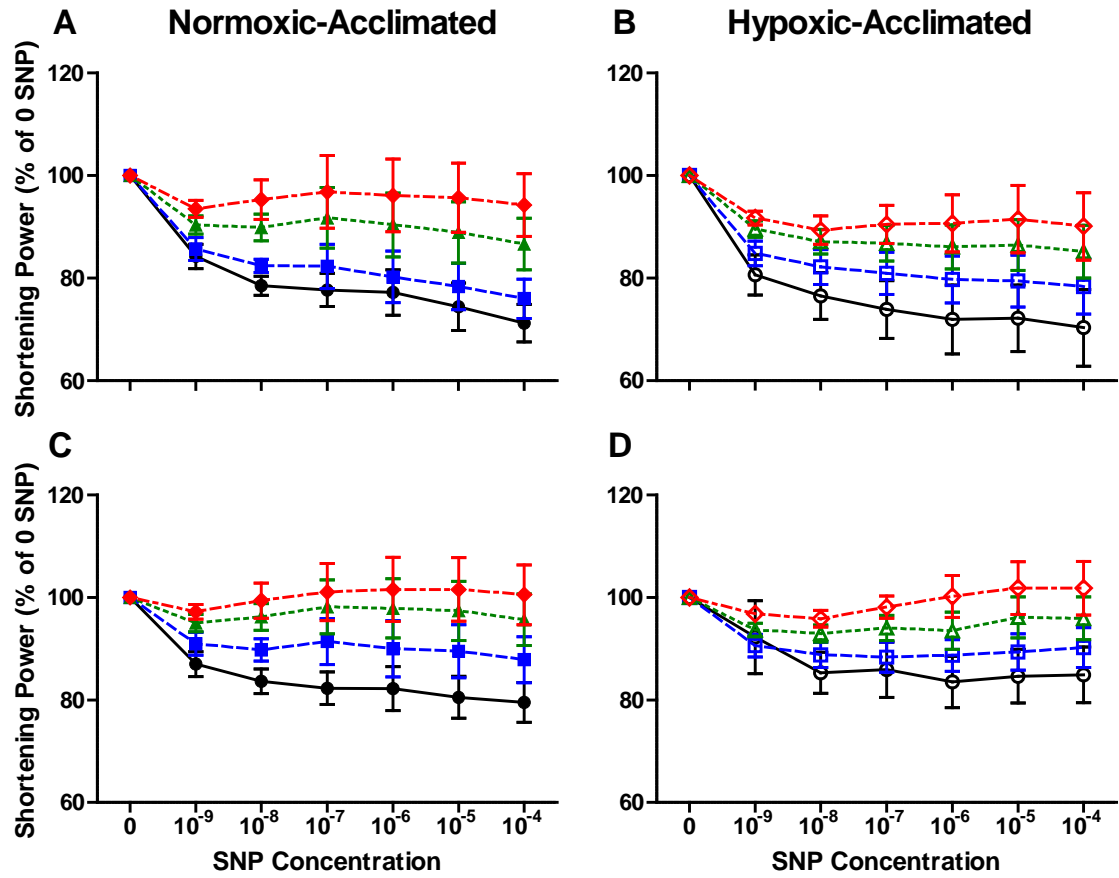 A Normoxic-Acclimated
B Hypoxic-Acclimated
Shortening Power (% of 0 SNP)
120
100
80
60
120
100
80
60
C
D
Shortening Power (% of 0 SNP)
120
100
80
60
120
100
80
60
0 10⁻⁹ 10⁻⁸ 10⁻⁷ 10⁻⁶ 10⁻⁵ 10⁻⁴
0 10⁻⁹ 10⁻⁸ 10⁻⁷ 10⁻⁶ 10⁻⁵ 10⁻⁴
SNP Concentration
SNP Concentration